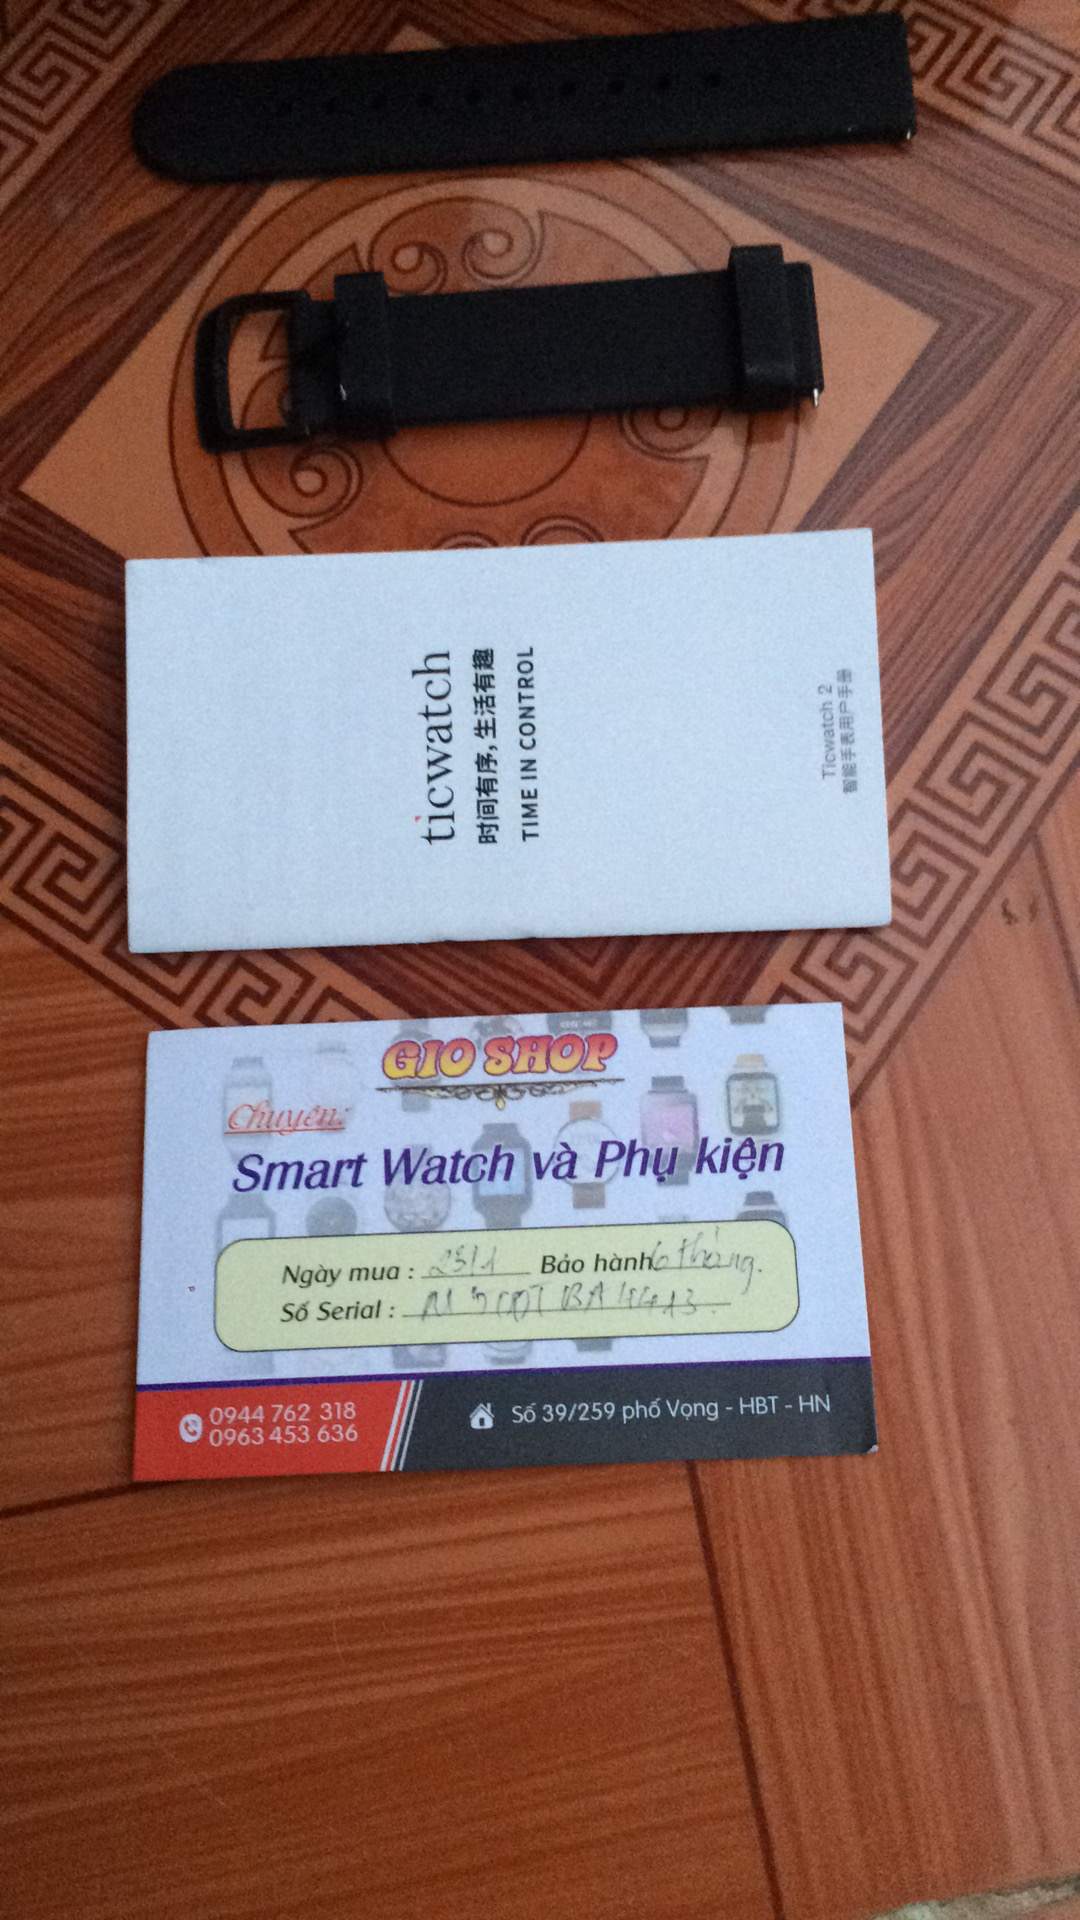 ticwatch
时间有序，生活有趣
TIME IN CONTROL
Ticwatch 2
智能手表用户手册
GIO SHOP
Chuyên:
Smart Watch và Phụ kiện
Ngày mua : 23/1 Bảo hành 6 tháng.
Số Serial :
0944 762 318
0963 453 636
Số 39/259 phố Vọng - HBT - HN